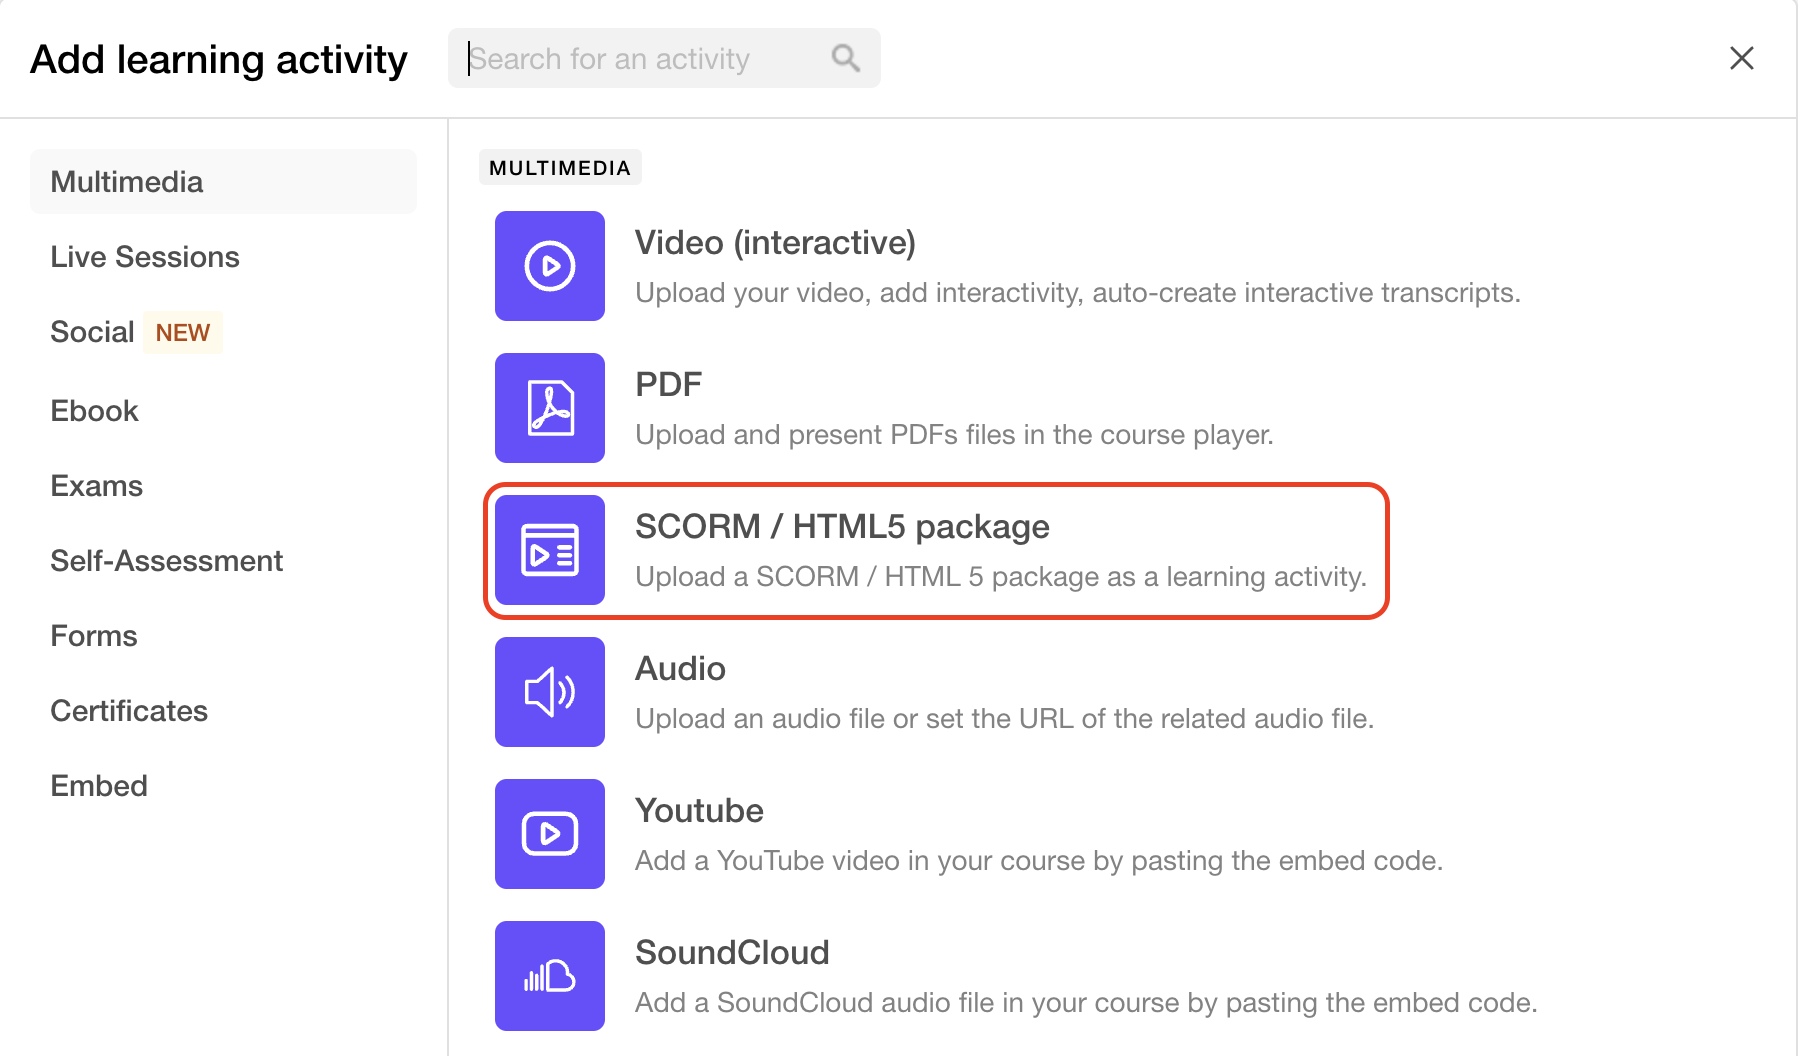 Add learning activity
Search for an activity
Multimedia
Live Sessions
Social NEW
Ebook
Exams
Self-Assessment
Forms
Certificates
Embed
MULTIMEDIA
Video (interactive)
Upload your video, add interactivity, auto-create interactive transcripts.
PDF
Upload and present PDFs files in the course player.
SCORM / HTML5 package
Upload a SCORM / HTML 5 package as a learning activity.
Audio
Upload an audio file or set the URL of the related audio file.
Youtube
Add a YouTube video in your course by pasting the embed code.
SoundCloud
Add a SoundCloud audio file in your course by pasting the embed code.